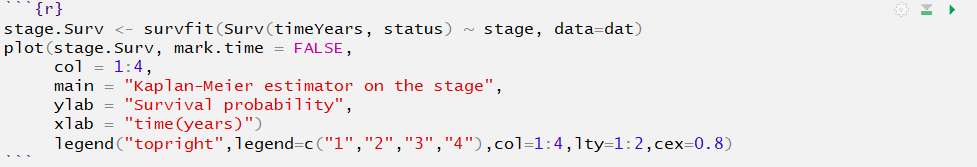 ```{r}
stage.Surv <- survfit(Surv(timeYears, status) ~ stage, data=dat)
plot(stage.Surv, mark.time = FALSE,
     col = 1:4,
     main = "Kaplan-Meier estimator on the stage",
     ylab = "Survival probability",
     xlab = "time(years)")
     legend("topright",legend=c("1","2","3","4"),col=1:4,lty=1:2,cex=0.8)
```